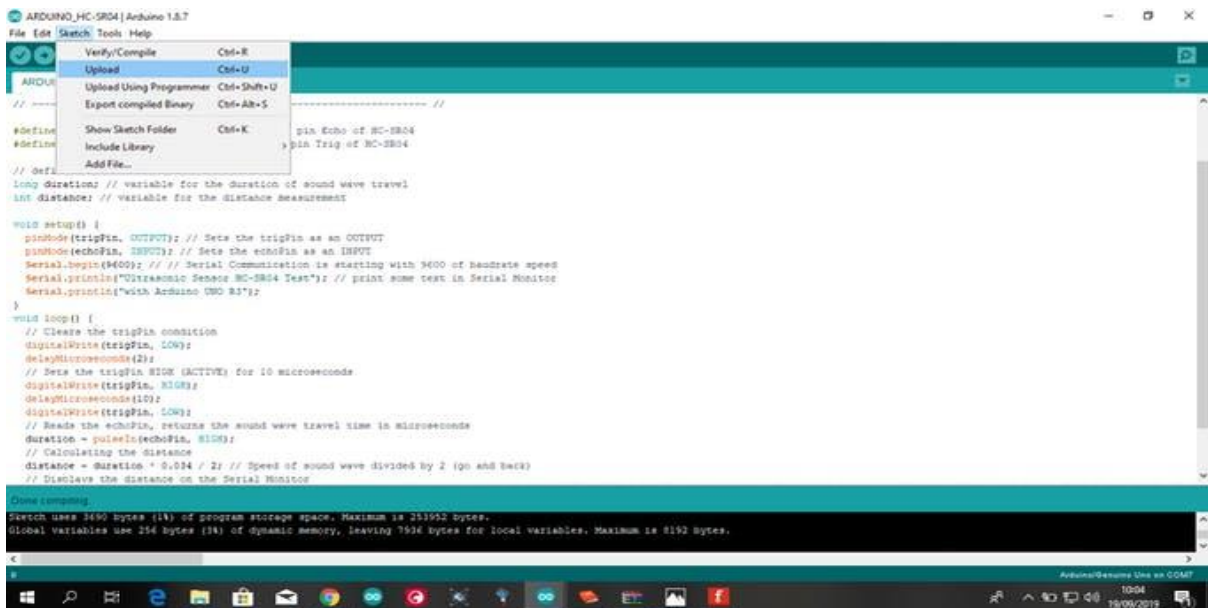 ARDUINO_HC-SR04 | Arduino 1.8.7
File Edit Sketch Tools Help
Verify/Compile Ctrl+R
Upload Ctrl+U
Upload Using Programmer Ctrl+Shift+U
Export compiled Binary Ctrl+Alt+S
Show Sketch Folder Ctrl+K
Include Library
Add File...
ARDUI
// ---- ---------------------- //
#define pin Echo of HC-SR04
#define pin Trig of HC-SR04
// defi
long duration; // variable for the duration of sound wave travel
int distance; // variable for the distance measurement
void setup() {
pinMode(trigPin, OUTPUT); // Sets the trigPin as an OUTPUT
pinMode(echoPin, INPUT); // Sets the echoPin as an INPUT
Serial.begin(9600); // // Serial Communication is starting with 9600 of baudrate speed
Serial.println("Ultrasonic Sensor HC-SR04 Test"); // print some text in Serial Monitor
Serial.println("with Arduino UNO R3");
}
void loop() {
// Clears the trigPin condition
digitalWrite(trigPin, LOW);
delayMicroseconds(2);
// Sets the trigPin HIGH (ACTIVE) for 10 microseconds
digitalWrite(trigPin, HIGH);
delayMicroseconds(10);
digitalWrite(trigPin, LOW);
// Reads the echoPin, returns the sound wave travel time in microseconds
duration = pulseIn(echoPin, HIGH);
// Calculating the distance
distance = duration * 0.034 / 2; // Speed of sound wave divided by 2 (go and back)
// Displays the distance on the Serial Monitor
Done compiling.
Sketch uses 3690 bytes (1%) of program storage space. Maximum is 253952 bytes.
Global variables use 256 bytes (3%) of dynamic memory, leaving 7936 bytes for local variables. Maximum is 8192 bytes.
Arduino/Genuino Uno on COM7
10:04
19/09/2019